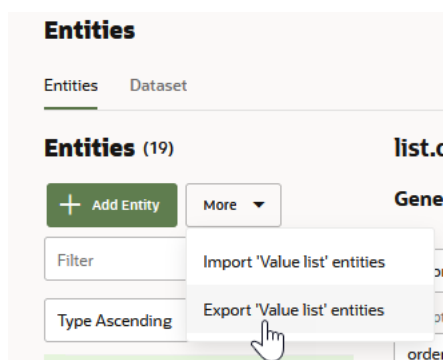 Entities
Entities Dataset
Entities (19)
list.
Add Entity More
Gene
Filter
Import 'Value list' entities
Export 'Value list' entities
Type Ascending
order